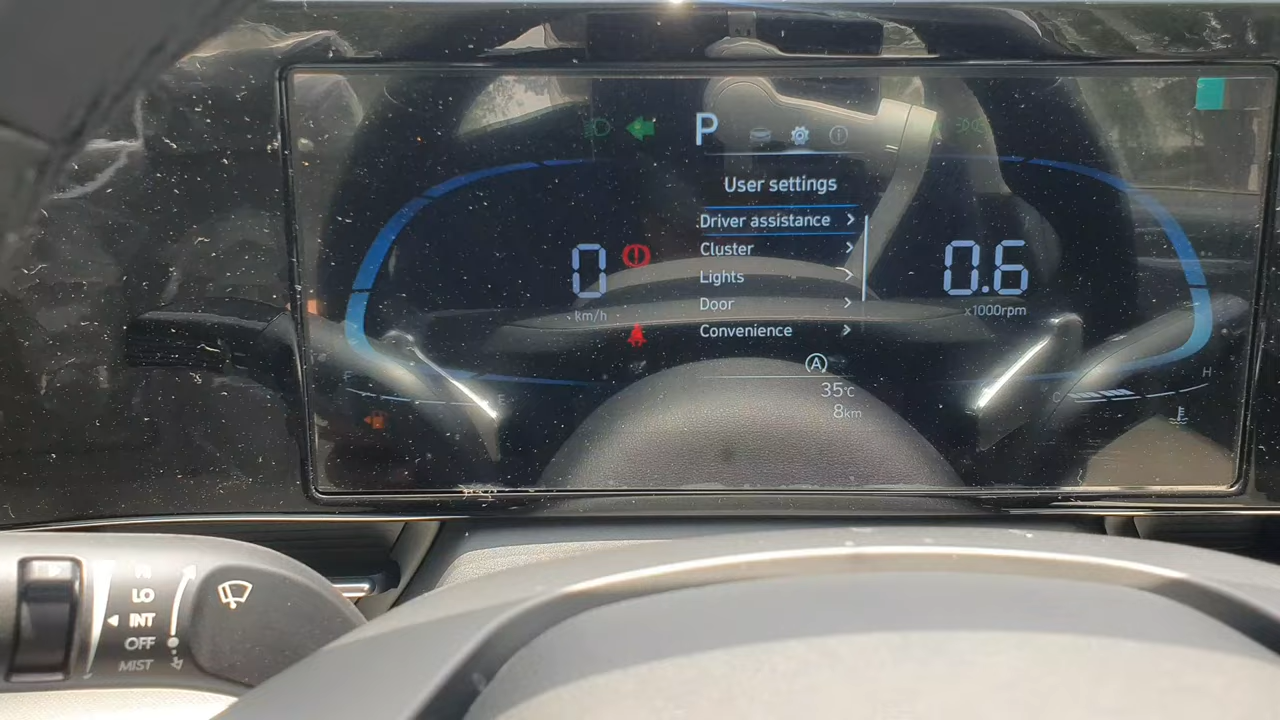 P
User settings
Driver assistance
Cluster
Lights
Door
Convenience
0
km/h
0.6
x1000rpm
A
35°C
8km
F
E
C
H
HI
LO
INT
OFF
MIST